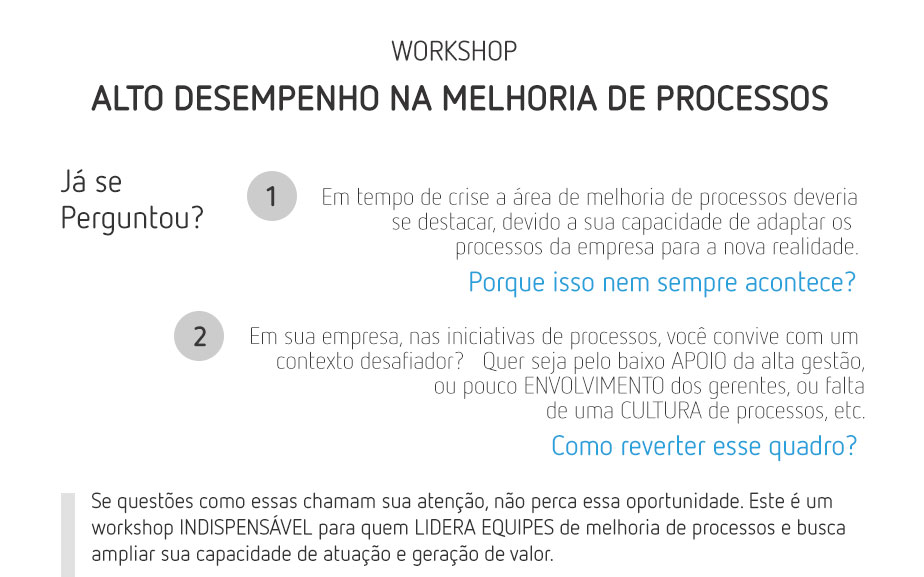 WORKSHOP
ALTO DESEMPENHO NA MELHORIA DE PROCESSOS
Já se
Perguntou?
1
Em tempo de crise a área de melhoria de processos deveria
se destacar, devido a sua capacidade de adaptar os
processos da empresa para a nova realidade.
Porque isso nem sempre acontece?
2
Em sua empresa, nas iniciativas de processos, você convive com um
contexto desafiador? Quer seja pelo baixo APOIO da alta gestão,
ou pouco ENVOLVIMENTO dos gerentes, ou falta
de uma CULTURA de processos, etc.
Como reverter esse quadro?
Se questões como essas chamam sua atenção, não perca essa oportunidade. Este é um
workshop INDISPENSÁVEL para quem LIDERA EQUIPES de melhoria de processos e busca
ampliar sua capacidade de atuação e geração de valor.